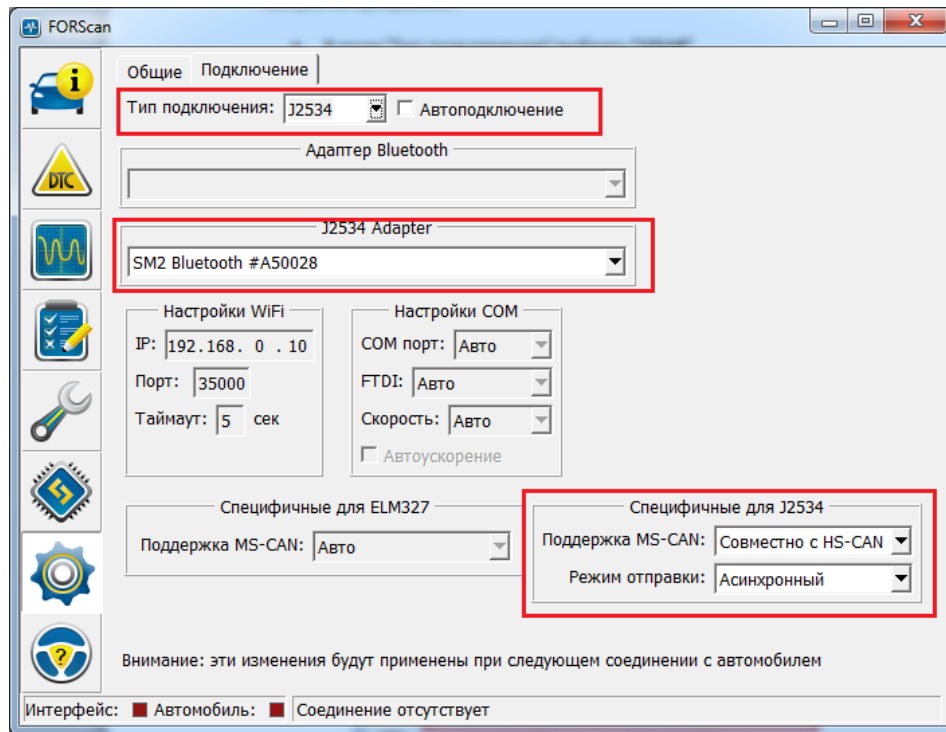 FORScan
Общие Подключение
Тип подключения: J2534 Автоподключение
Адаптер Bluetooth
J2534 Adapter
SM2 Bluetooth #A50028
Настройки WiFi
IP: 192.168. 0 . 10
Порт: 35000
Таймаут: 5 сек
Настройки COM
COM порт: Авто
FTDI: Авто
Скорость: Авто
Автоускорение
Специфичные для ELM327
Поддержка MS-CAN: Авто
Специфичные для J2534
Поддержка MS-CAN: Совместно с HS-CAN
Режим отправки: Асинхронный
Внимание: эти изменения будут применены при следующем соединении с автомобилем
Интерфейс: Автомобиль: Соединение отсутствует
i
DTC
?